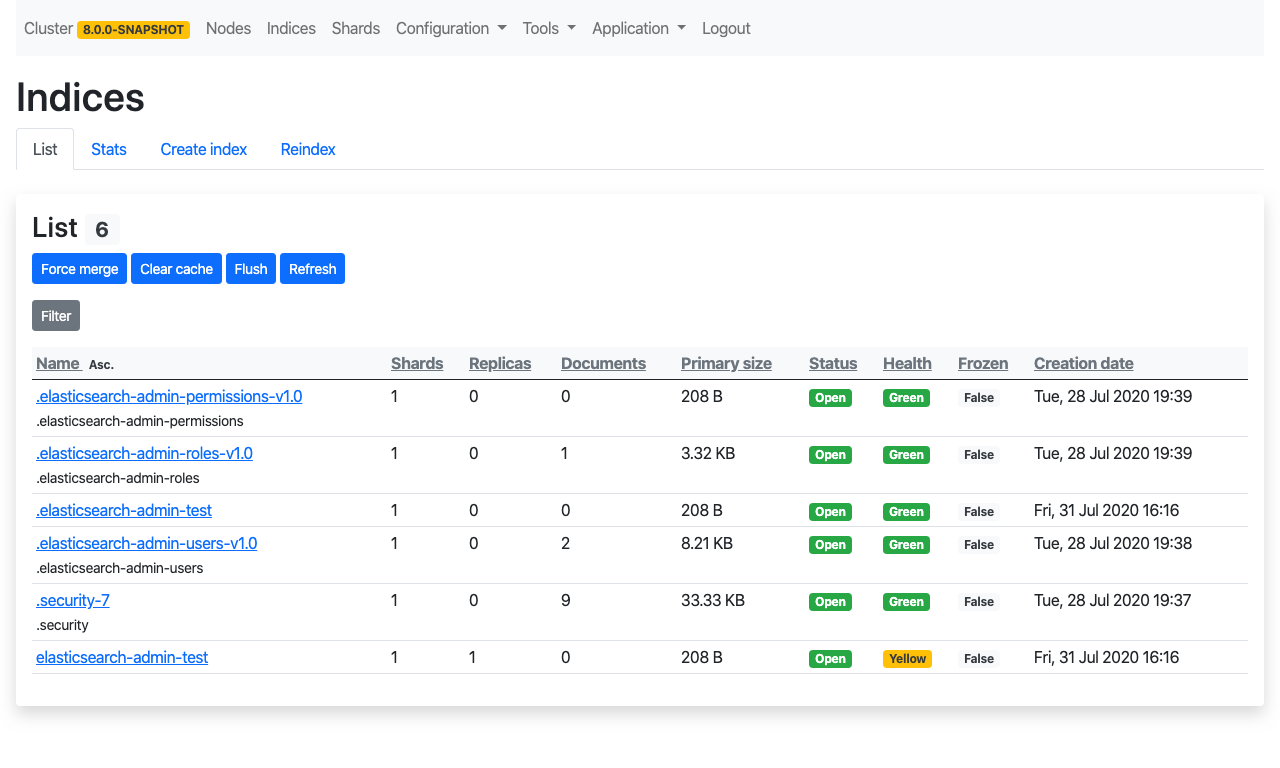 Cluster 8.0.0-SNAPSHOT Nodes Indices Shards Configuration Tools Application Logout
Indices
List Stats Create index Reindex
List 6
Force merge Clear cache Flush Refresh
Filter
Name Asc. Shards Replicas Documents Primary size Status Health Frozen Creation date
.elasticsearch-admin-permissions-v1.0 1 0 0 208 B Open Green False Tue, 28 Jul 2020 19:39
.elasticsearch-admin-permissions
.elasticsearch-admin-roles-v1.0 1 0 1 3.32 KB Open Green False Tue, 28 Jul 2020 19:39
.elasticsearch-admin-roles
.elasticsearch-admin-test 1 0 0 208 B Open Green False Fri, 31 Jul 2020 16:16
.elasticsearch-admin-users-v1.0 1 0 2 8.21 KB Open Green False Tue, 28 Jul 2020 19:38
.elasticsearch-admin-users
.security-7 1 0 9 33.33 KB Open Green False Tue, 28 Jul 2020 19:37
.security
elasticsearch-admin-test 1 1 0 208 B Open Yellow False Fri, 31 Jul 2020 16:16